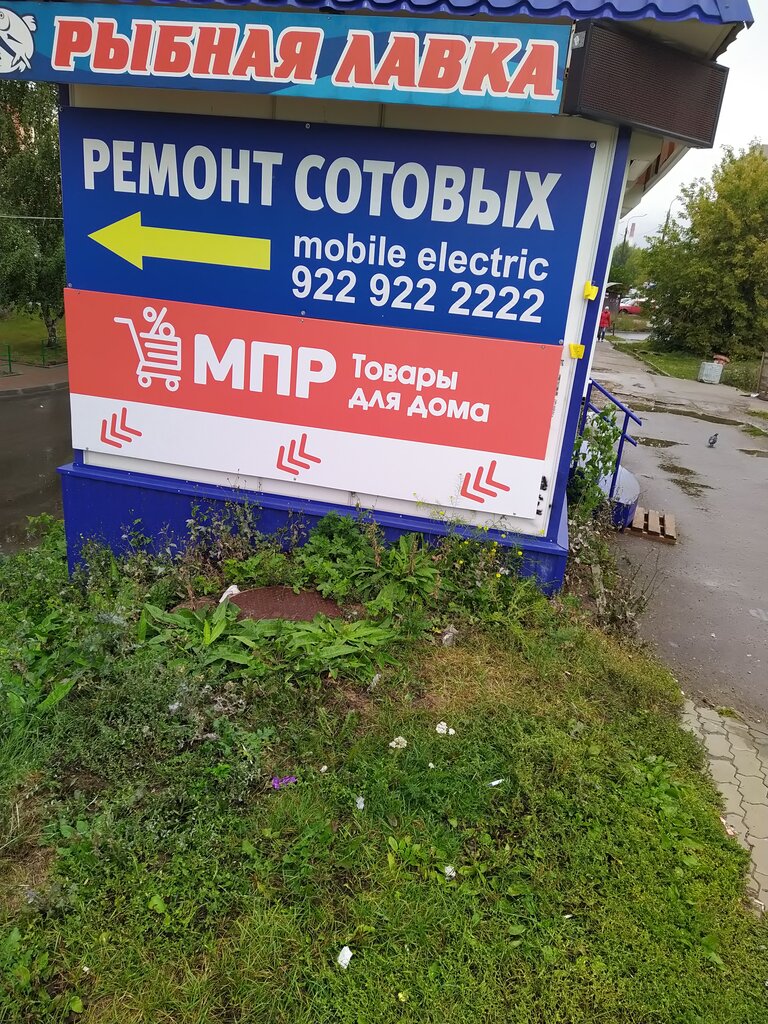 РЫБНАЯ ЛАВКА
РЕМОНТ СОТОВЫХ
mobile electric
922 922 2222
МПР
Товары
для дома